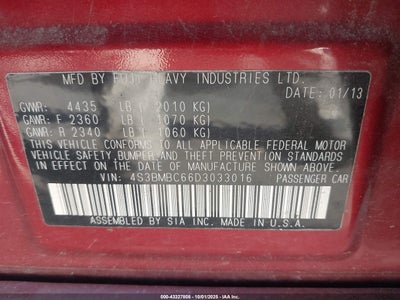 MFD BY FUJI HEAVY INDUSTRIES LTD.
DATE: 01/13
GVWR: 4435 LB ( 2010 KG)
GAWR: F 2360 LB ( 1070 KG)
GAWR: R 2340 LB ( 1060 KG)
THIS VEHICLE CONFORMS TO ALL APPLICABLE FEDERAL MOTOR
VEHICLE SAFETY, BUMPER, AND THEFT PREVENTION STANDARDS
IN EFFECT ON THE DATE OF MANUFACTURE SHOWN ABOVE.
VIN: 4S3BMBC66D3033016 PASSENGER CAR
ASSEMBLED BY SIA INC. IN U.S.A.
000-43227808 - 10/01/2025 - IAA Inc.